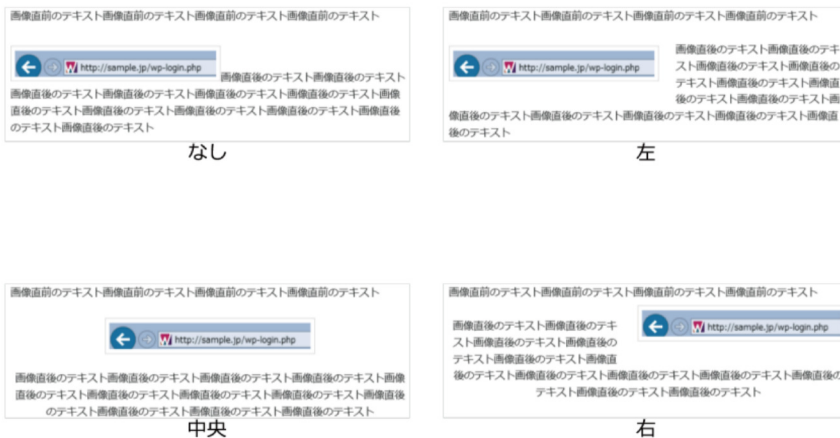 画像直前のテキスト画像直前のテキスト画像直前のテキスト画像直前のテキスト
http://sample.jp/wp-login.php
画像直後のテキスト画像直後のテキスト
画像直後のテキスト画像直後のテキスト画像直後のテキスト画像直後のテキスト画像
直後のテキスト画像直後のテキスト画像直後のテキスト画像直後のテキスト画像直後
のテキスト画像直後のテキスト
なし
画像直前のテキスト画像直前のテキスト画像直前のテキスト画像直前のテキスト
http://sample.jp/wp-login.php
画像直後のテキスト画像直後のテキ
スト画像直後のテキスト画像直後の
テキスト画像直後のテキスト画像直
後のテキスト画像直後のテキスト画
像直後のテキスト画像直後のテキスト画像直後のテキスト画像直後のテキスト画像直
後のテキスト
左
画像直前のテキスト画像直前のテキスト画像直前のテキスト画像直前のテキスト
http://sample.jp/wp-login.php
画像直後のテキスト画像直後のテキスト画像直後のテキスト画像直後のテキスト画像
直後のテキスト画像直後のテキスト画像直後のテキスト画像直後のテキスト画像直後
のテキスト画像直後のテキスト画像直後のテキスト画像直後のテキスト
中央
画像直前のテキスト画像直前のテキスト画像直前のテキスト画像直前のテキスト
http://sample.jp/wp-login.php
画像直後のテキスト画像直後のテキ
スト画像直後のテキスト画像直後の
テキスト画像直後のテキスト画像直
後のテキスト画像直後のテキスト画像直後のテキスト画像直後のテキスト画像直後の
テキスト画像直後のテキスト画像直後のテキスト
右